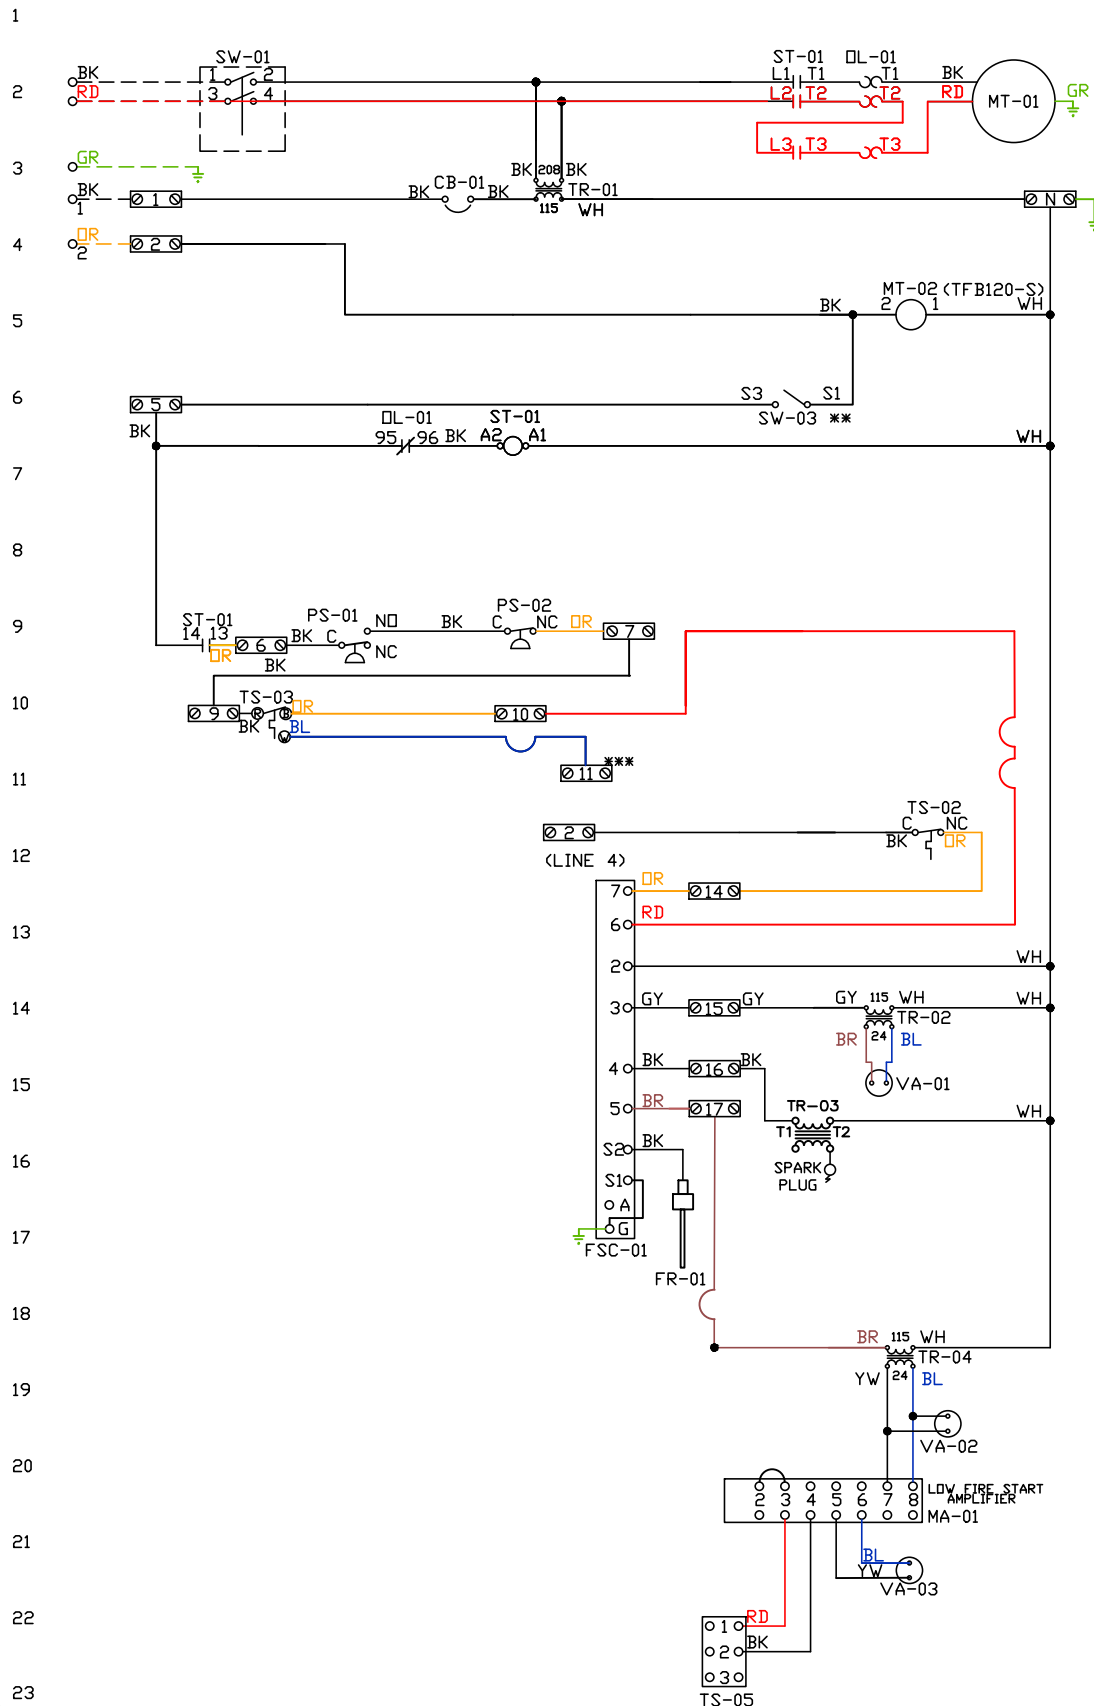 1
SW-01 ST-01 OL-01
BK 1 2 L1 T1 T1 BK
2 RD 3 4 L2 T2 T2 RD MT-01 GR
L3 T3 T3
3 GR BK 208 BK
CB-01 TR-01
BK 1 1 BK BK 115 WH N
4 OR 2 2
MT-02 (TFB120-S)
5 BK 2 1 WH
6 5 S3 S1
SW-03 **
OL-01 ST-01
BK 95 96 BK A2 A1 WH
7
8
PS-01 NO PS-02
9 ST-01 BK C NC OR 7
14 13 OR 6 BK C NC
BK
10 TS-03 OR
9 BK R B 10
BL W
11 11 ***
TS-02
2 C NC
12 (LINE 4) BK OR
7 OR 14
13 6 RD
2 WH
14 3 GY 15 GY GY 115 WH WH
TR-02
BR 24 BL
4 BK 16 BK
15 VA-01
5 BR 17 TR-03 WH
T1 T2
16 S2 BK
SPARK PLUG
S1
A
17 G
FSC-01
FR-01
18
BR 115 WH
TR-04
19 YW 24 BL
VA-02
20
LOW FIRE START
AMPLIFIER
2 3 4 5 6 7 8
MA-01
21
BL
YW
VA-03
22 1 RD
2 BK
3
23 TS-05